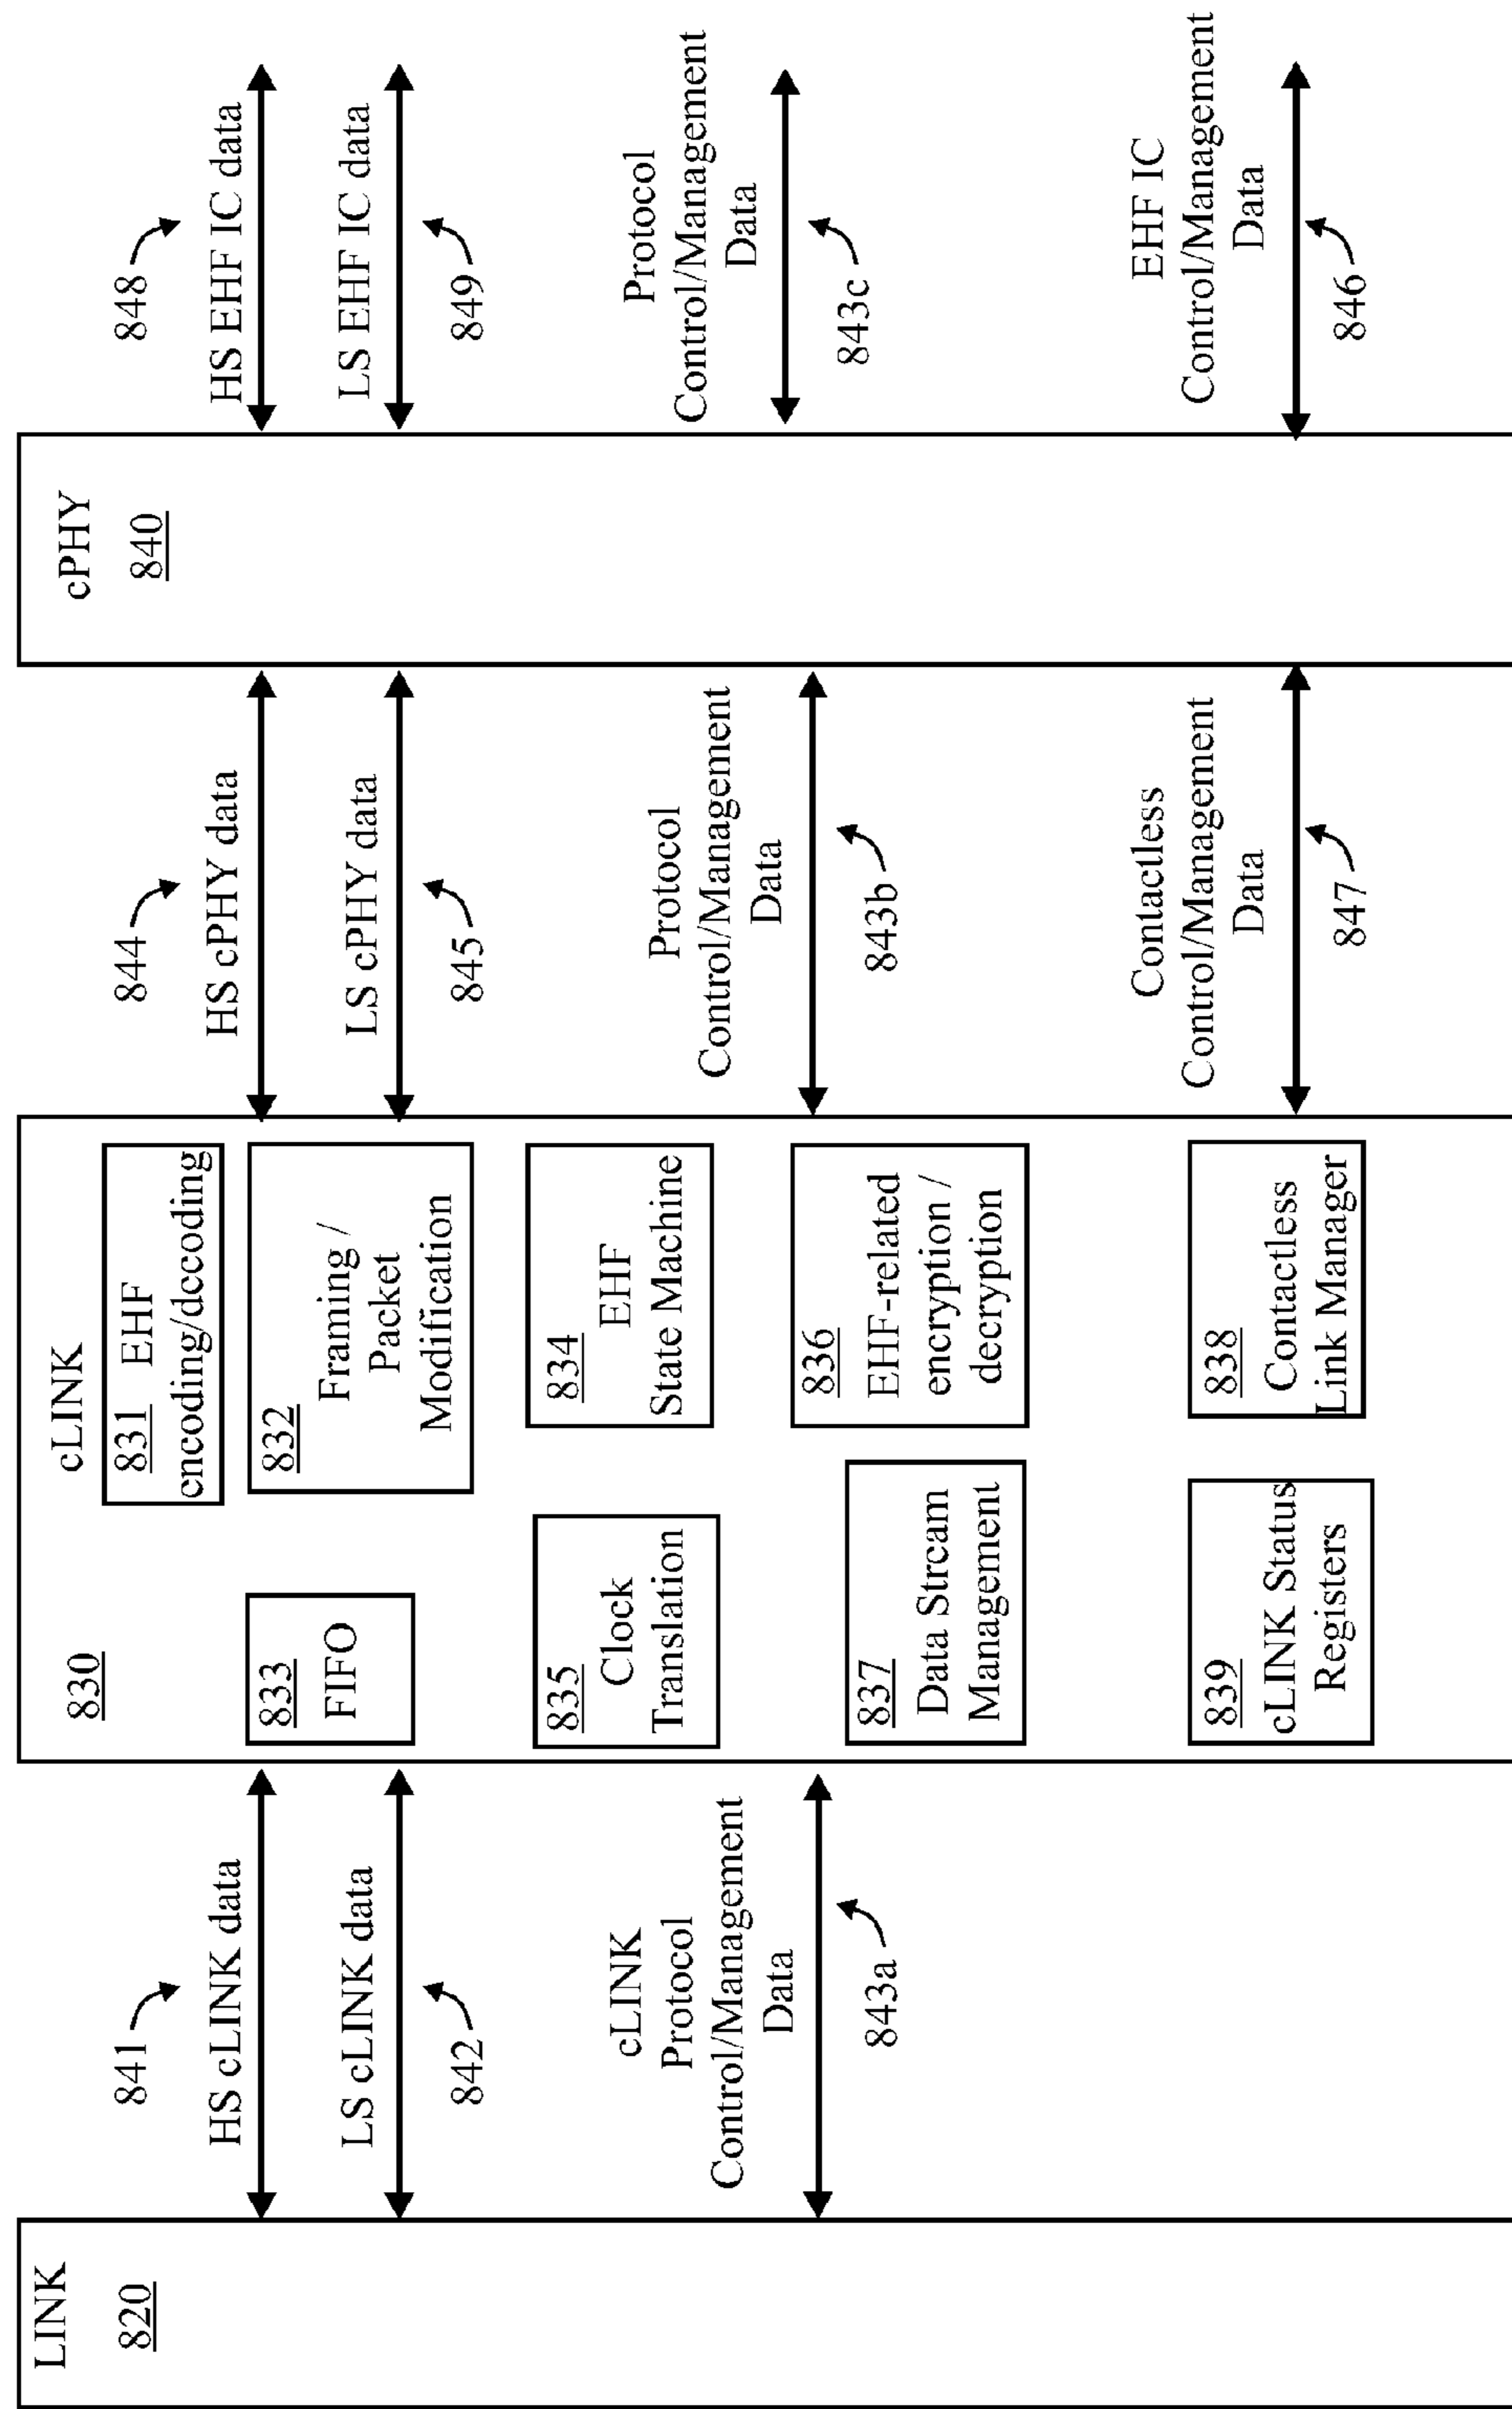 LINK
820
841
HS cLINK data
LS cLINK data
842
cLINK
Protocol
Control/Management
Data
843a
830
cLINK
831 EHF
encoding/decoding
833
FIFO
832
Framing /
Packet
Modification
835
Clock
Translation
834
EHF
State Machine
837
Data Stream
Management
836
EHF-related
encryption /
decryption
839
cLINK Status
Registers
838
Contactless
Link Manager
844
HS cPHY data
LS cPHY data
845
Protocol
Control/Management
Data
843b
Contactless
Control/Management
Data
847
cPHY
840
848
HS EHF IC data
LS EHF IC data
849
Protocol
Control/Management
Data
843c
EHF IC
Control/Management
Data
846